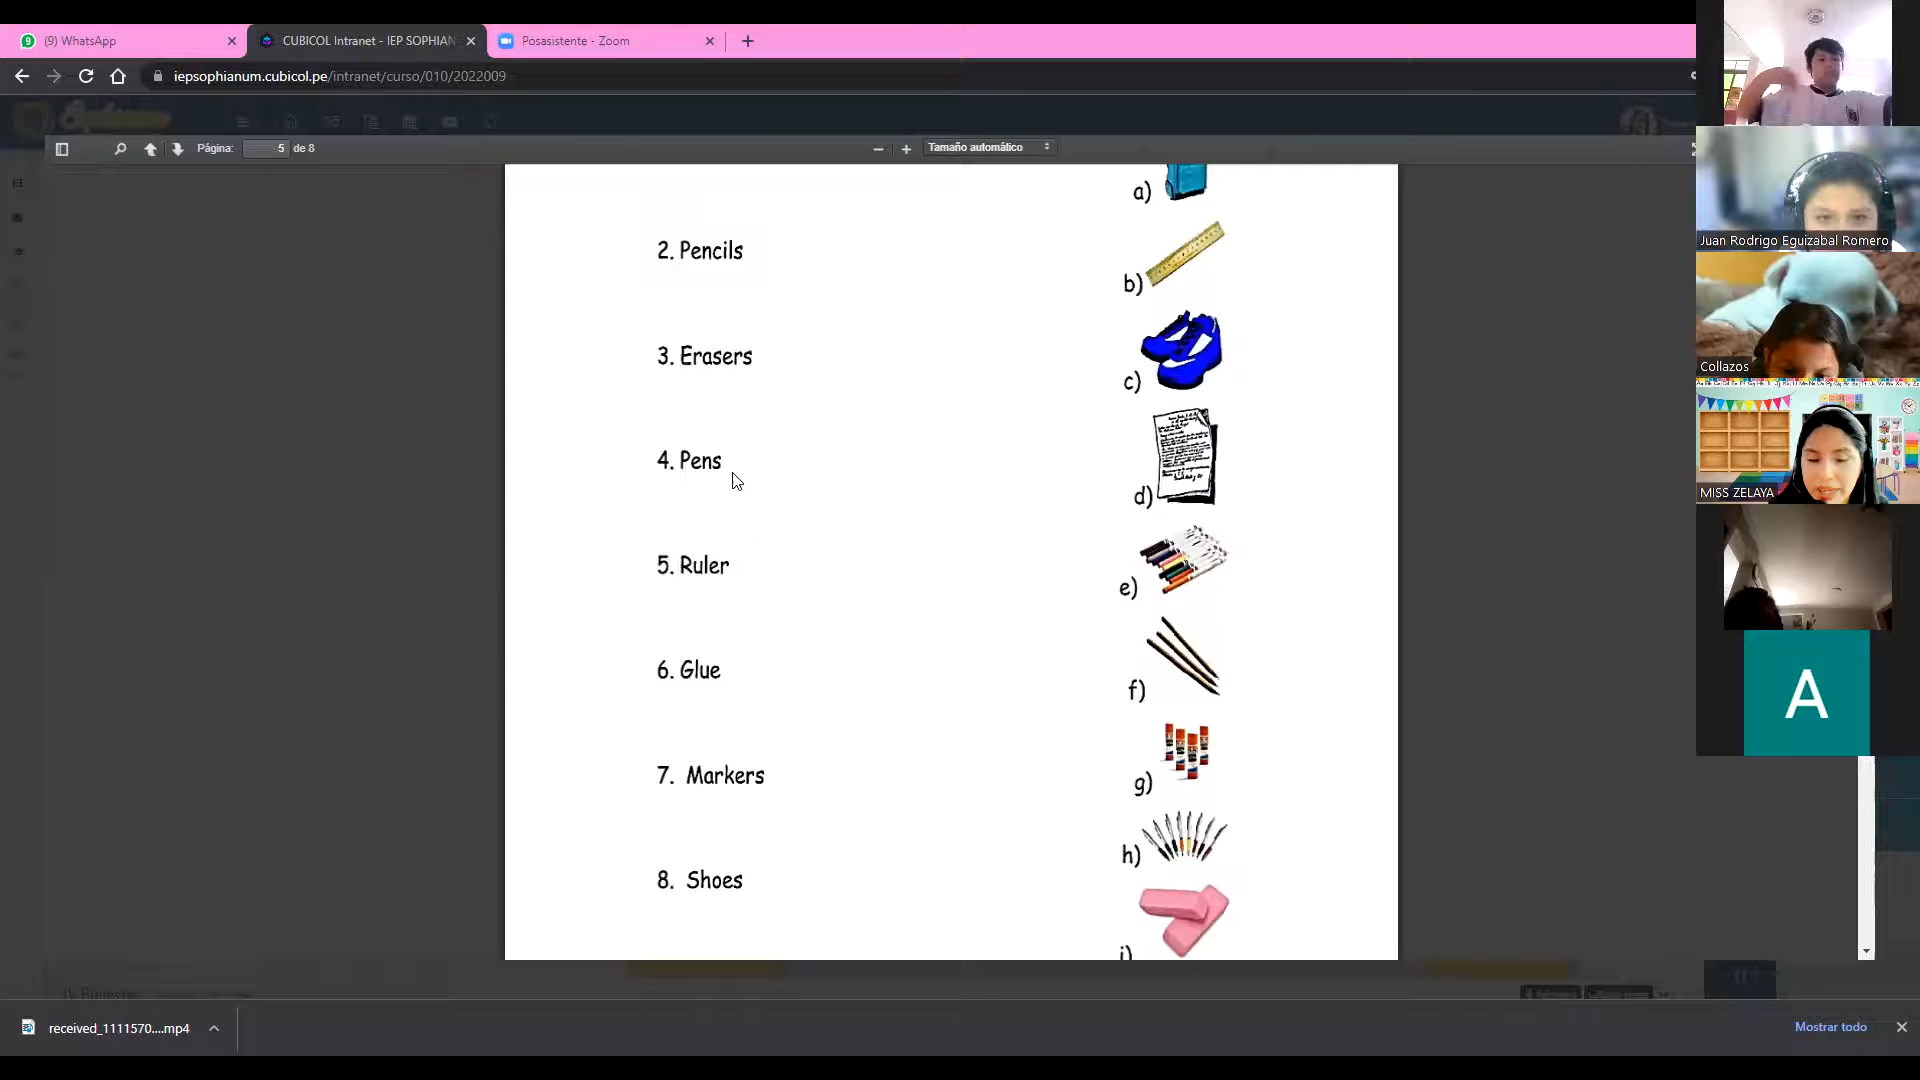 (9) WhatsApp
CUBICOL Intranet - IEP SOPHIAN
Posasistente - Zoom
iepsophianum.cubicol.pe/intranet/curso/010/2022009
Página: 5 de 8
Tamaño automático
a)
2. Pencils
b)
3. Erasers
c)
4. Pens
d)
5. Ruler
e)
6. Glue
f)
7. Markers
g)
8. Shoes
h)
i)
Juan Rodrigo Eguizabal Romero
Collazos
MISS ZELAYA
A
received_1111570....mp4
Mostrar todo